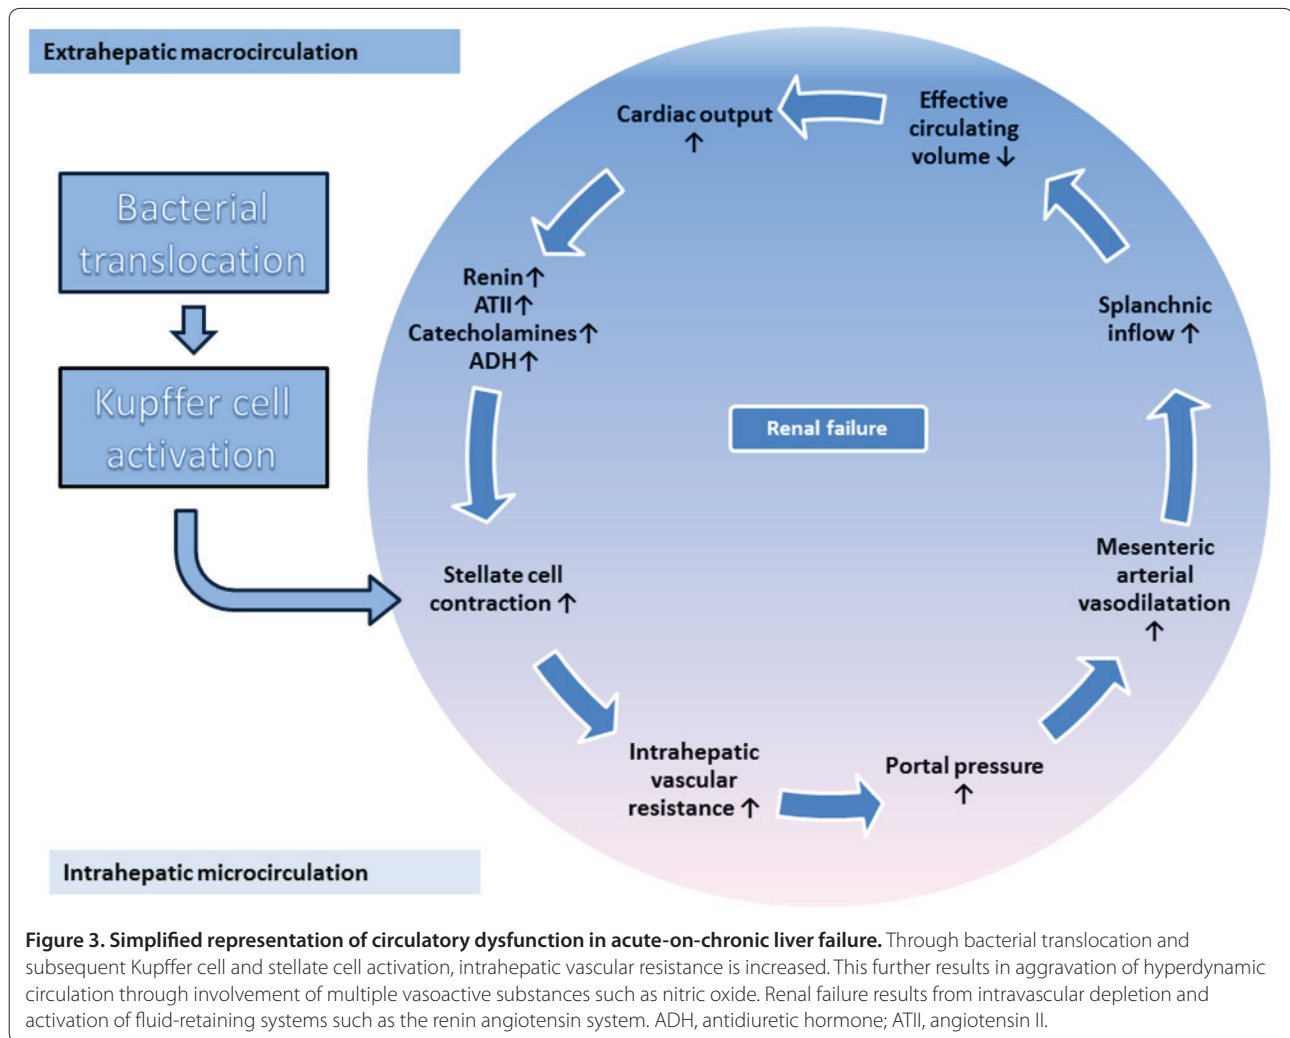 Extrahepatic macrocirculation
Bacterial
translocation
Kupffer cell
activation
Cardiac output
↑
Effective
circulating
volume ↓
Renin↑
ATII↑
Catecholamines↑
ADH↑
Splanchnic
inflow ↑
Renal failure
Stellate cell
contraction ↑
Mesenteric
arterial
vasodilatation
↑
Intrahepatic
vascular
resistance ↑
Portal pressure
↑
Intrahepatic microcirculation
Figure 3. Simplified representation of circulatory dysfunction in acute-on-chronic liver failure. Through bacterial translocation and
subsequent Kupffer cell and stellate cell activation, intrahepatic vascular resistance is increased. This further results in aggravation of hyperdynamic
circulation through involvement of multiple vasoactive substances such as nitric oxide. Renal failure results from intravascular depletion and
activation of fluid-retaining systems such as the renin angiotensin system. ADH, antidiuretic hormone; ATII, angiotensin II.